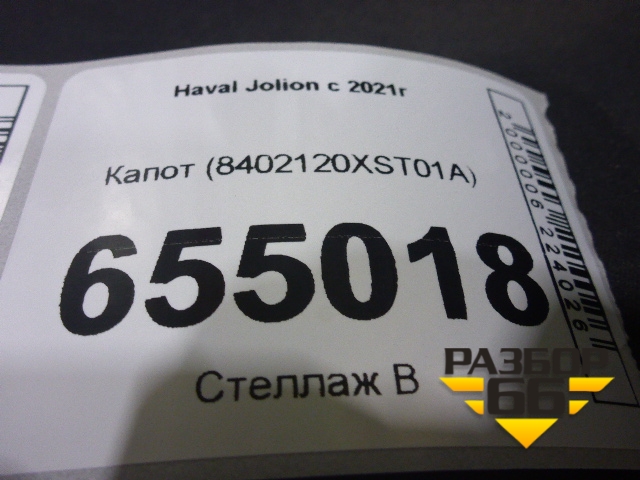 Haval Jolion с 2021г
Капот (8402120XST01A)
655018
Стеллаж В
2000006224026
РАЗБОР
66